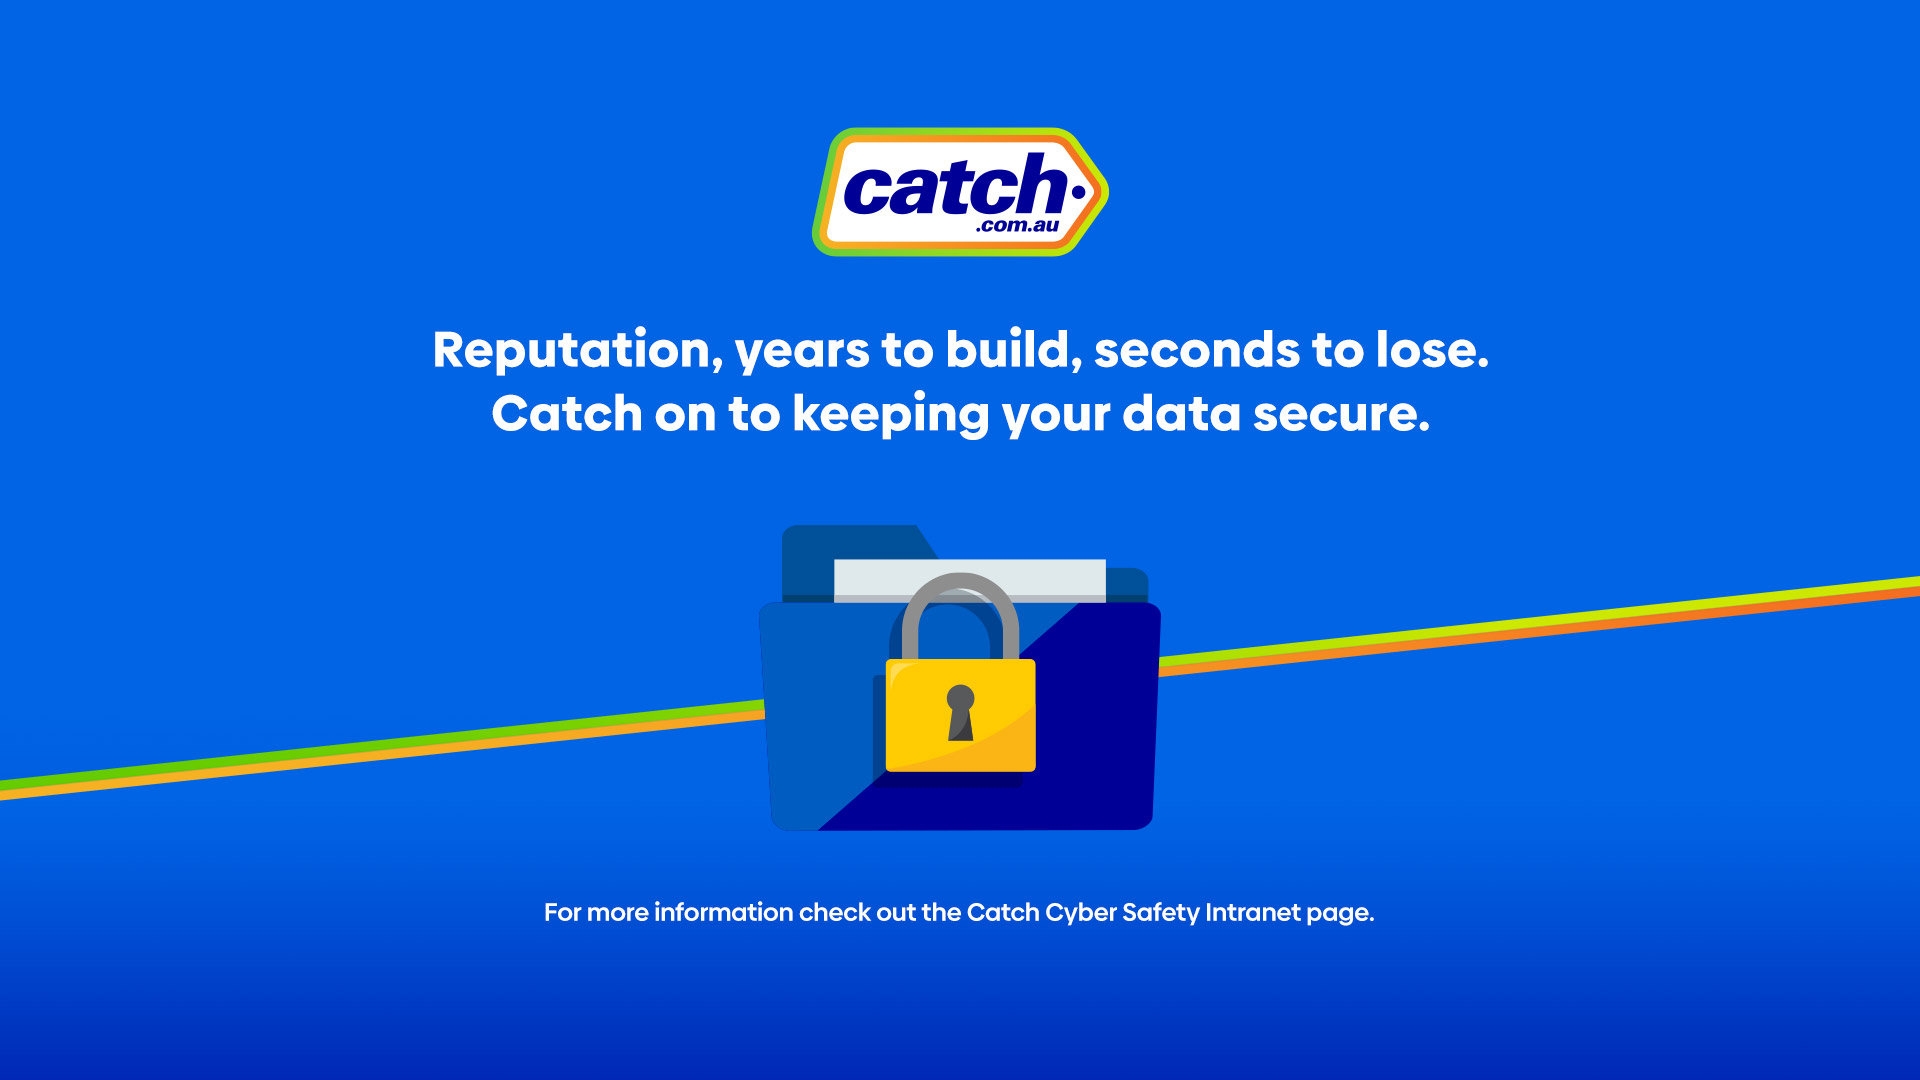 catch
.com.au
Reputation, years to build, seconds to lose.
Catch on to keeping your data secure.
For more information check out the Catch Cyber Safety Intranet page.